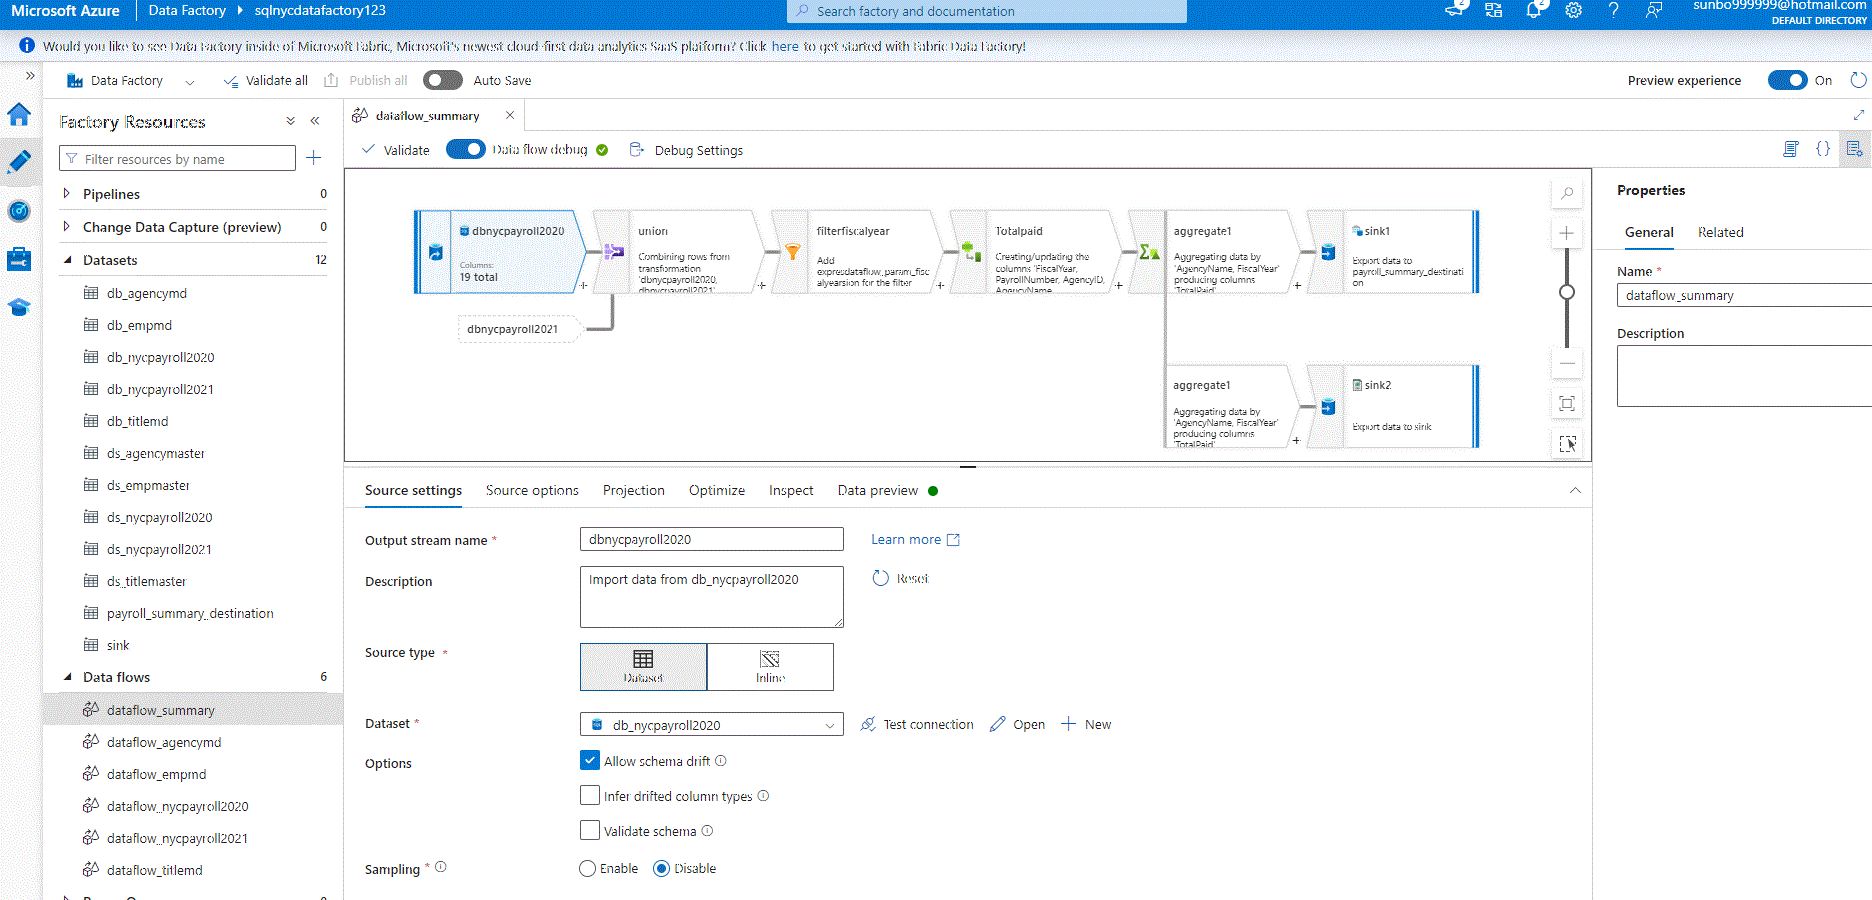 Microsoft Azure
Data Factory
sqlnycdatafactory123
Search factory and documentation
2
2
sunbo999999@hotmail.com
DEFAULT DIRECTORY
Would you like to see Data Factory inside of Microsoft Fabric, Microsoft's newest cloud-first data analytics SaaS platform? Click here to get started with Fabric Data Factory!
Data Factory
Validate all
Publish all
Auto Save
Preview experience
On
Factory Resources
Filter resources by name
Pipelines
0
Change Data Capture (preview)
0
Datasets
12
db_agencymd
db_empmd
db_nycpayroll2020
db_nycpayroll2021
db_titlemd
ds_agencymaster
ds_empmaster
ds_nycpayroll2020
ds_nycpayroll2021
ds_titlemaster
payroll_summary_destination
sink
Data flows
6
dataflow_summary
dataflow_agencymd
dataflow_empmd
dataflow_nycpayroll2020
dataflow_nycpayroll2021
dataflow_titlemd
dataflow_summary
Validate
Data flow debug
Debug Settings
dbnycpayroll2020
Columns:
19 total
union
Combining rows from
transformation
'dbnycpayroll2020,
dbnycpayroll2021'
filterfiscalyear
Add
expresdataflow_param_fisc
alyearsion for the filter
Totalpaid
Creating/updating the
columns 'FiscalYear,
PayrollNumber, AgencyID,
AgencyName,
aggregate1
Aggregating data by
'AgencyName, FiscalYear'
producing columns
'TotalPaid'
sink1
Export data to
payroll_summary_destinati
on
dbnycpayroll2021
aggregate1
Aggregating data by
'AgencyName, FiscalYear'
producing columns
'TotalPaid'
sink2
Export data to sink
Source settings
Source options
Projection
Optimize
Inspect
Data preview
Output stream name *
dbnycpayroll2020
Learn more
Description
Import data from db_nycpayroll2020
Reset
Source type *
Dataset
Inline
Dataset *
db_nycpayroll2020
Test connection
Open
New
Options
Allow schema drift
Infer drifted column types
Validate schema
Sampling *
Enable
Disable
Properties
General
Related
Name *
dataflow_summary
Description